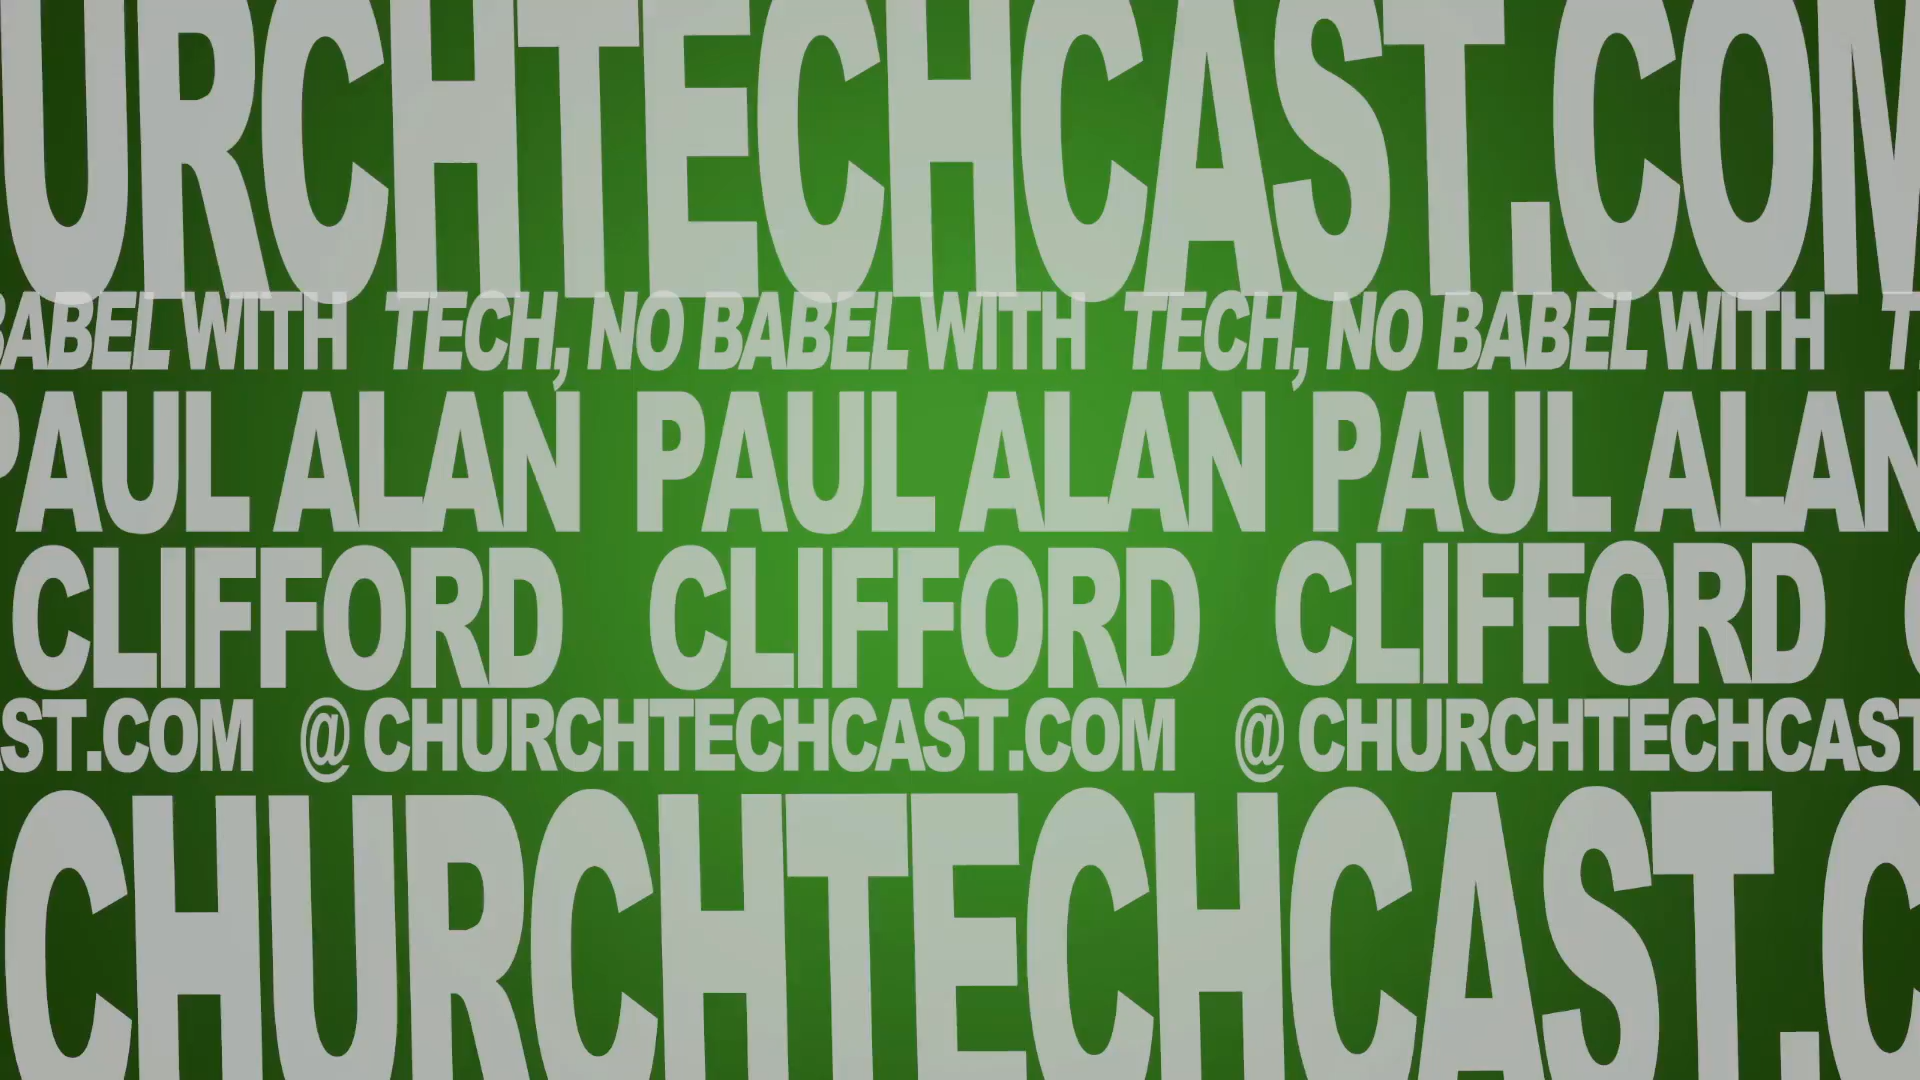 URCHTECHCAST.COM
BABEL WITH TECH, NO BABEL WITH TECH, NO BABEL WITH T
PAUL ALAN PAUL ALAN PAUL ALAN
CLIFFORD CLIFFORD CLIFFORD C
AST.COM @ CHURCHTECHCAST.COM @ CHURCHTECHCAST
CHURCHTECHCAST.C